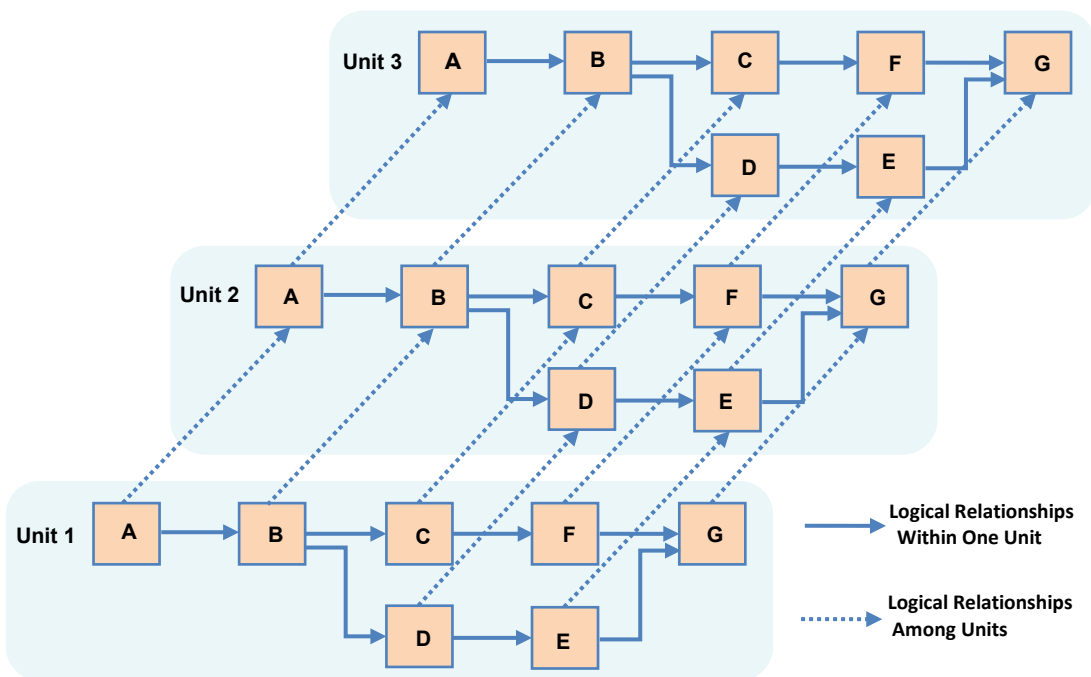 Unit 3
A
B
C
F
G
D
E
Unit 2
A
B
C
F
G
D
E
Unit 1
A
B
C
F
G
D
E
Logical Relationships
Within One Unit
Logical Relationships
Among Units